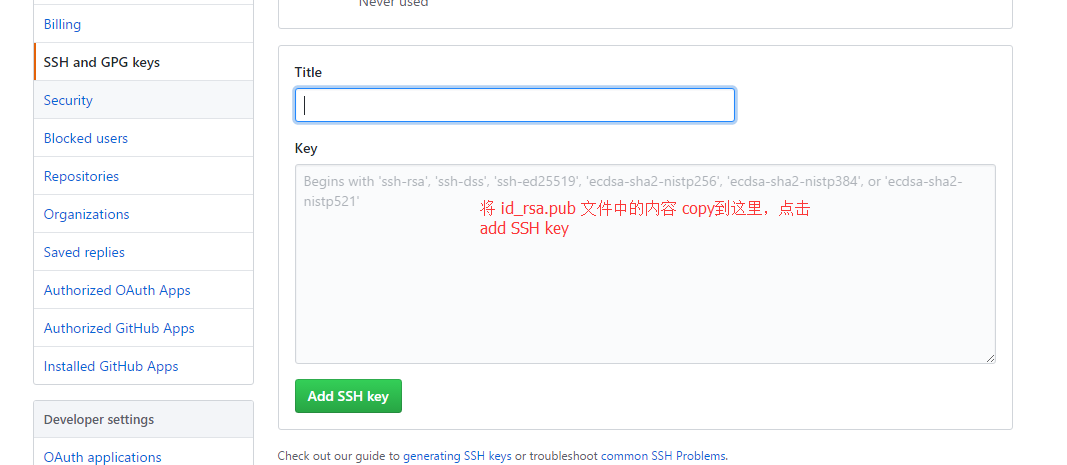 Never used
Billing
SSH and GPG keys
Security
Blocked users
Repositories
Organizations
Saved replies
Authorized OAuth Apps
Authorized GitHub Apps
Installed GitHub Apps
Developer settings
OAuth applications
Title
Key
Begins with 'ssh-rsa', 'ssh-dss', 'ssh-ed25519', 'ecdsa-sha2-nistp256', 'ecdsa-sha2-nistp384', or 'ecdsa-sha2-
nistp521'
将 id_rsa.pub 文件中的内容 copy到这里，点击
add SSH key
Add SSH key
Check out our guide to generating SSH keys or troubleshoot common SSH Problems.